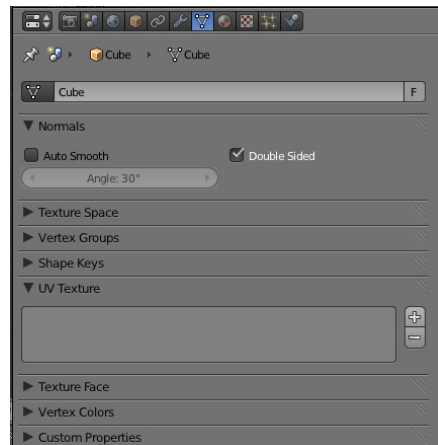 Cube Cube
Cube F
Normals
Auto Smooth Double Sided
Angle: 30°
Texture Space
Vertex Groups
Shape Keys
UV Texture
Texture Face
Vertex Colors
Custom Properties